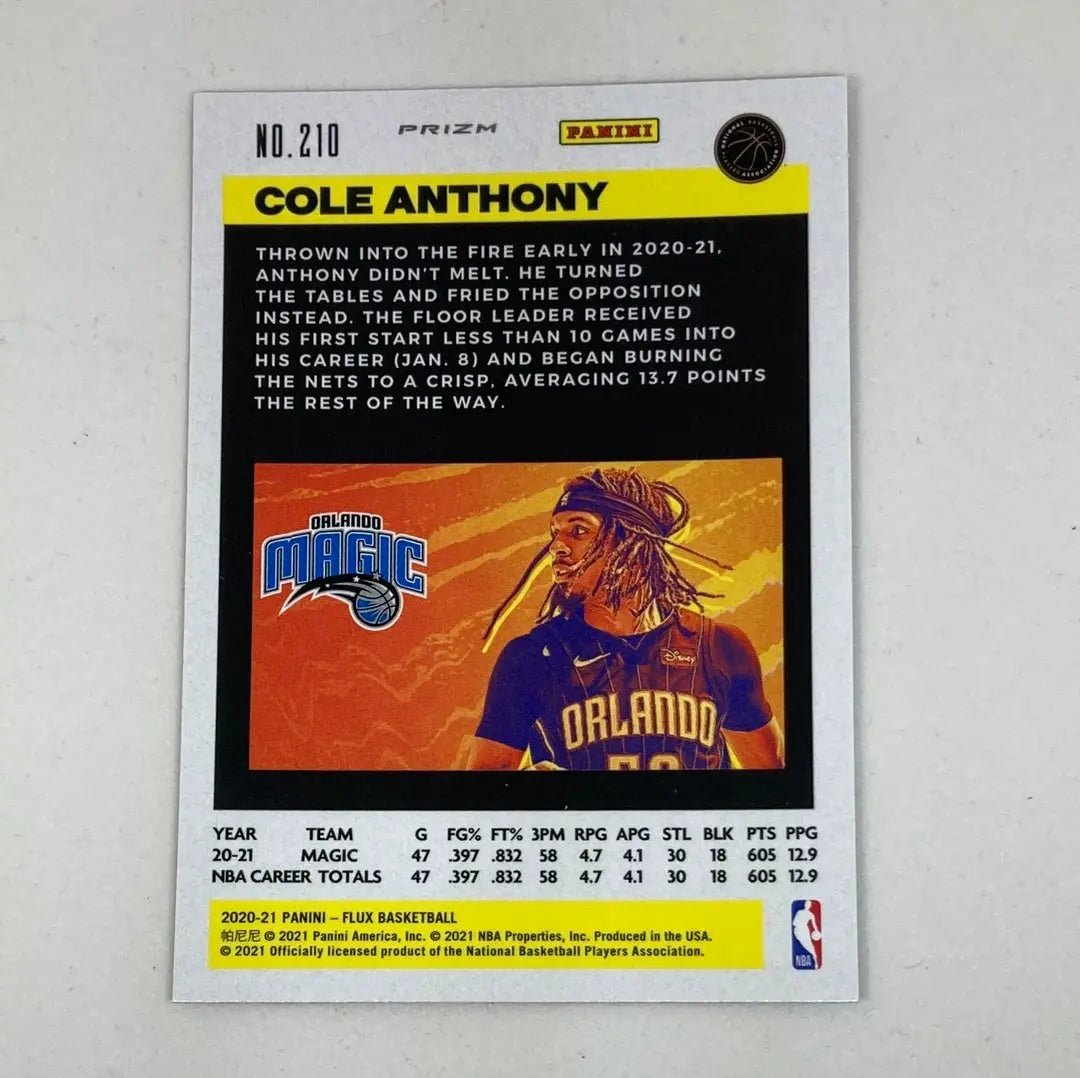 NO.210
PRIZM
PANINI
NATIONAL BASKETBALL
PLAYERS ASSOCIATION
COLE ANTHONY
THROWN INTO THE FIRE EARLY IN 2020-21,
ANTHONY DIDN'T MELT. HE TURNED
THE TABLES AND FRIED THE OPPOSITION
INSTEAD. THE FLOOR LEADER RECEIVED
HIS FIRST START LESS THAN 10 GAMES INTO
HIS CAREER (JAN. 8) AND BEGAN BURNING
THE NETS TO A CRISP, AVERAGING 13.7 POINTS
THE REST OF THE WAY.
ORLANDO
MAGIC
Disney
ORLANDO
YEAR TEAM G FG% FT% 3PM RPG APG STL BLK PTS PPG
20-21 MAGIC 47 .397 .832 58 4.7 4.1 30 18 605 12.9
NBA CAREER TOTALS 47 .397 .832 58 4.7 4.1 30 18 605 12.9
2020-21 PANINI – FLUX BASKETBALL
帕尼尼 © 2021 Panini America, Inc. © 2021 NBA Properties, Inc. Produced in the USA.
© 2021 Officially licensed product of the National Basketball Players Association.
NBA